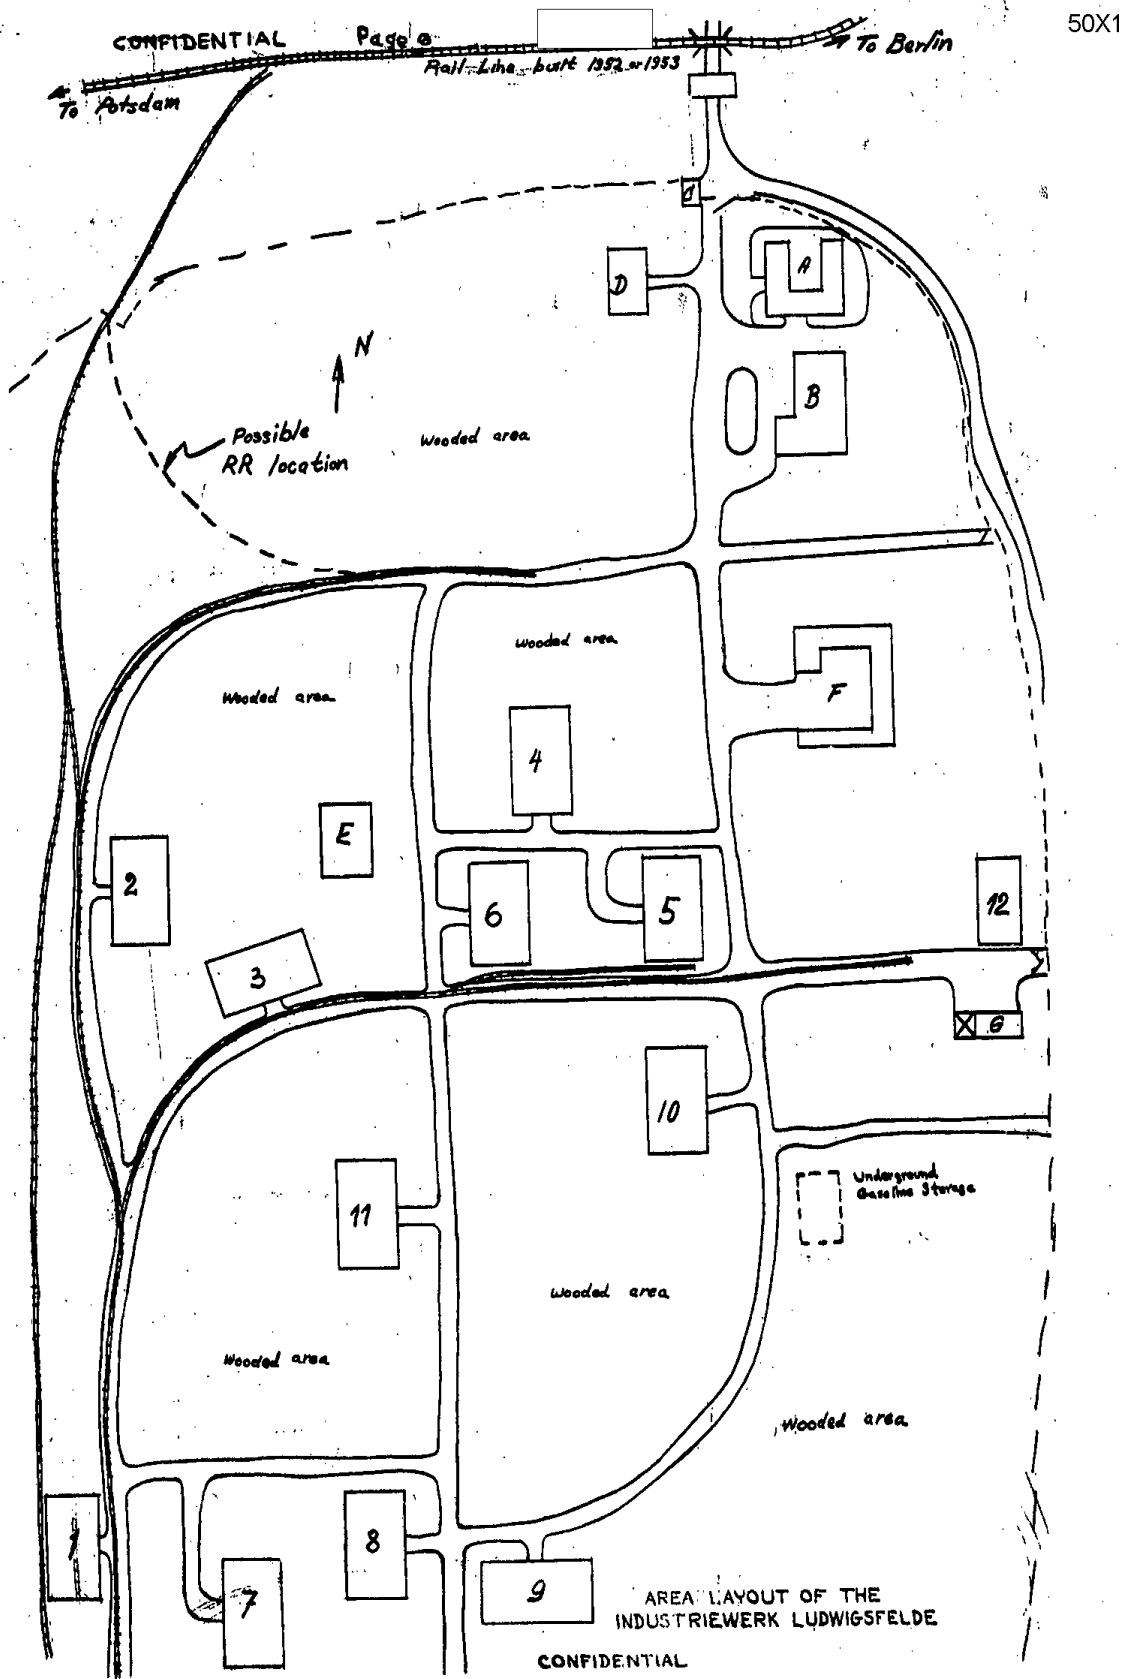 50X1
CONFIDENTIAL Page 8
To Berlin
Rail Line built 1952 or 1953
To Potsdam
C
A
D
N
B
Possible
RR location
Wooded area
Wooded area
Wooded area
F
4
E
2
6
5
12
3
G
10
Underground
Gasoline Storage
11
Wooded area
Wooded area
Wooded area
1
8
7
9
AREA LAYOUT OF THE
INDUSTRIEWERK LUDWIGSFELDE
CONFIDENTIAL